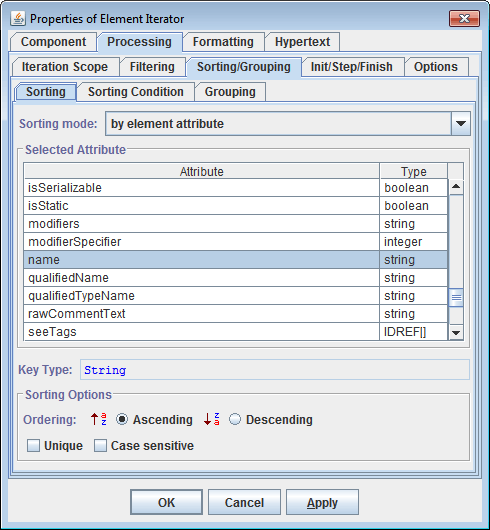 Properties of Element Iterator
Component Processing Formatting Hypertext
Iteration Scope Filtering Sorting/Grouping Init/Step/Finish Options
Sorting Sorting Condition Grouping
Sorting mode: by element attribute
Selected Attribute
Attribute Type
isSerializable boolean
isStatic boolean
modifiers string
modifierSpecifier integer
name string
qualifiedName string
qualifiedTypeName string
rawCommentText string
seeTags IDREF[]
Key Type: String
Sorting Options
Ordering: a z Ascending z a Descending
Unique Case sensitive
OK Cancel Apply